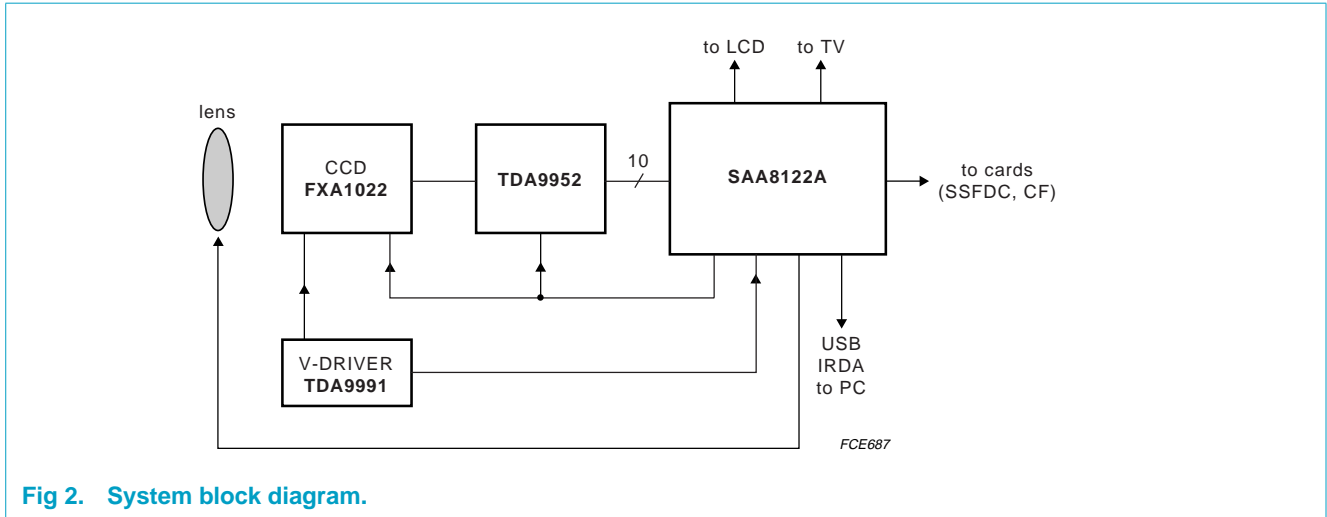 to LCD
to TV
lens
CCD
FXA1022
TDA9952
10
SAA8122A
to cards
(SSFDC, CF)
V-DRIVER
TDA9991
USB
IRDA
to PC
FCE687
Fig 2. System block diagram.